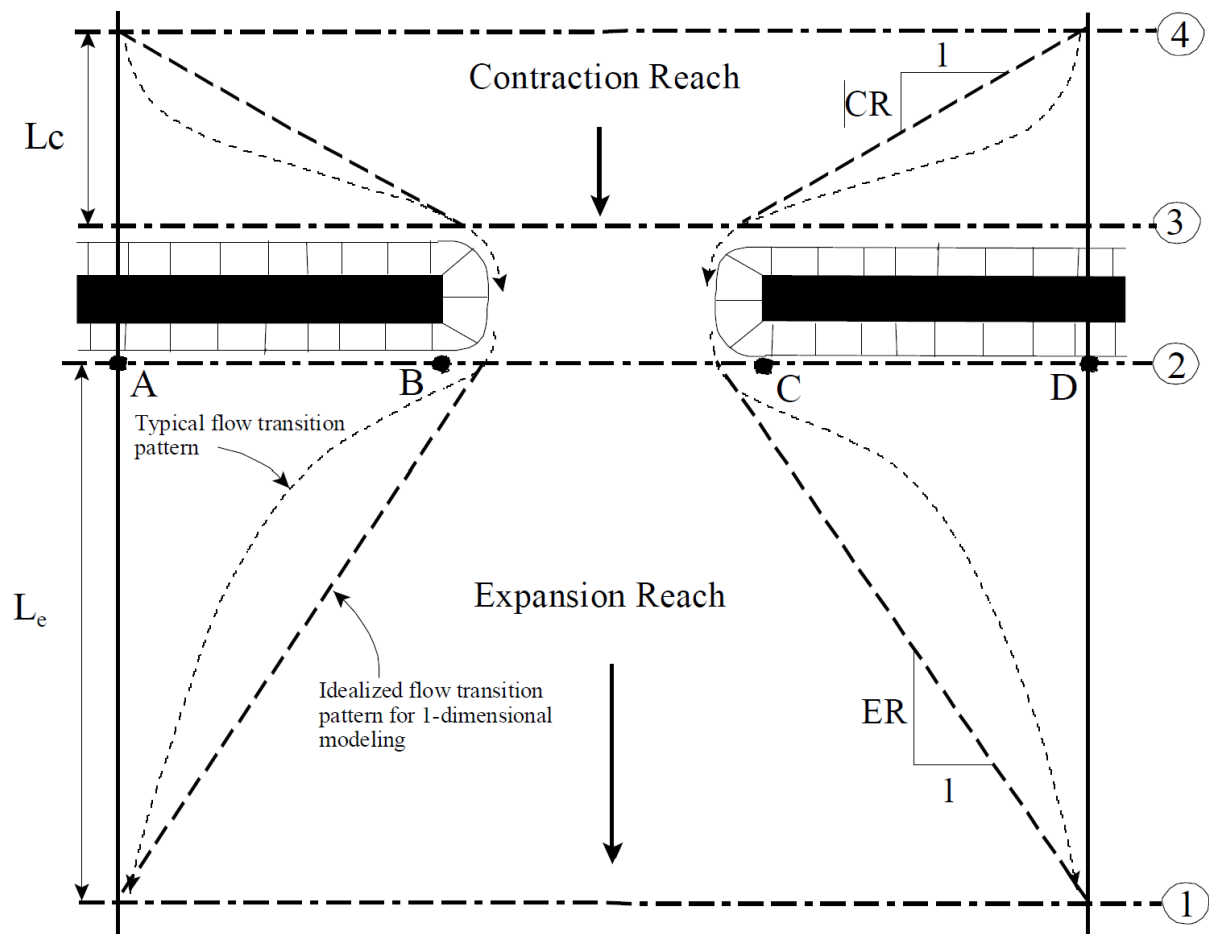 4
1
Contraction Reach
CR
Lc
3
2
A
B
C
D
Typical flow transition
pattern
Expansion Reach
Le
Idealized flow transition
pattern for 1-dimensional
modeling
ER
1
1